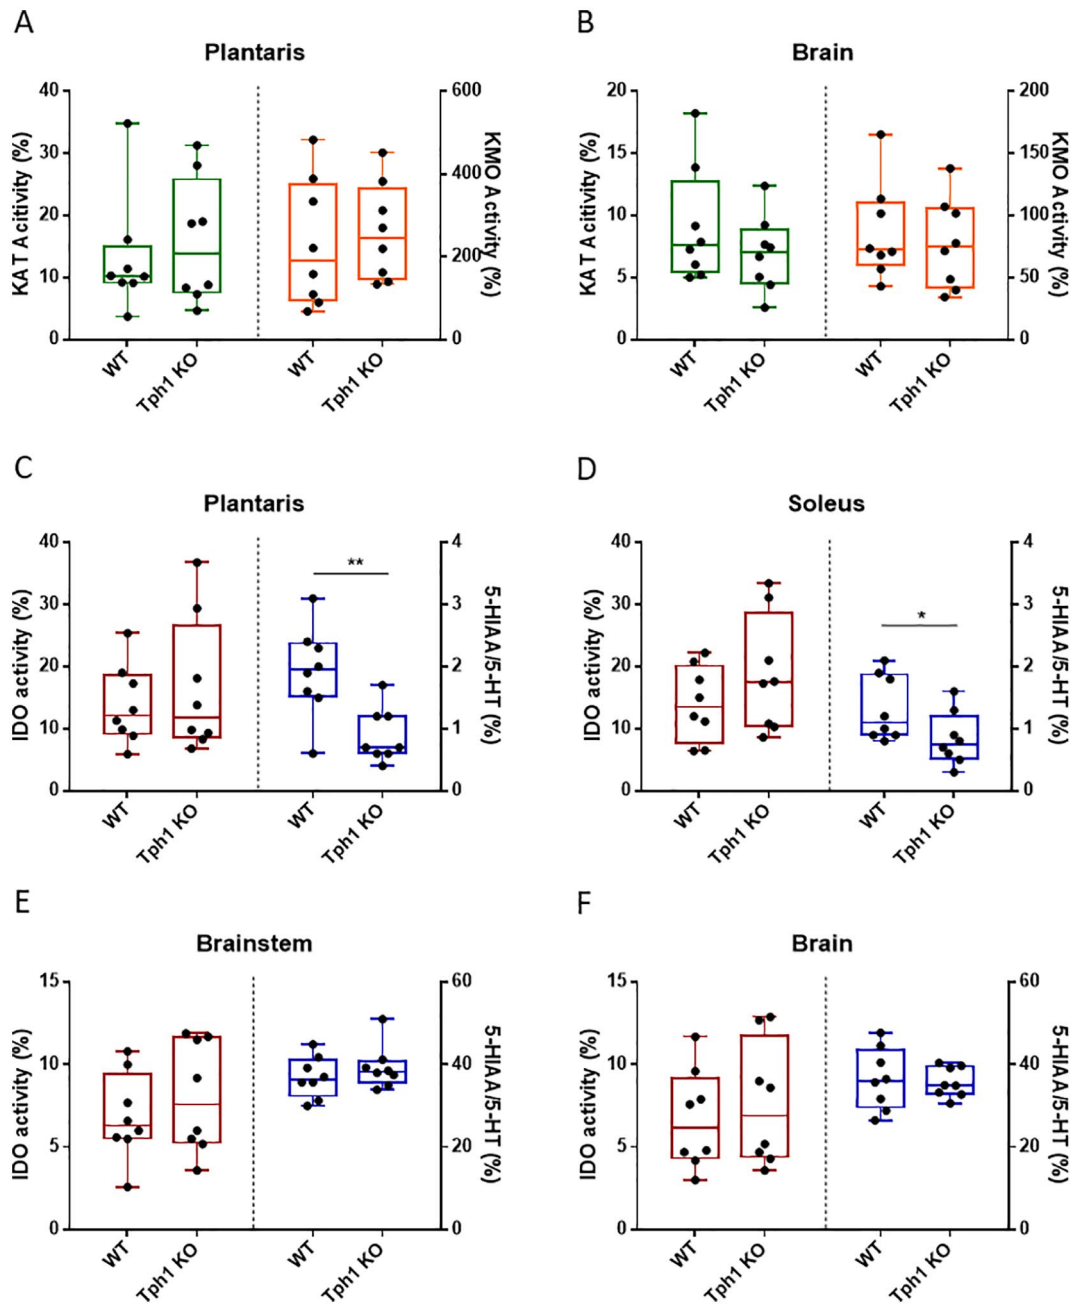 A
Plantaris
KAT Acitivity (%)
40
30
20
10
0
600
400
200
0
KMO Activity (%)
WT
Tph1 KO
WT
Tph1 KO
B
Brain
KAT Acitivity (%)
20
15
10
5
0
200
150
100
50
0
KMO Activity (%)
WT
Tph1 KO
WT
Tph1 KO
C
Plantaris
IDO activity (%)
40
30
20
10
0
**
4
3
2
1
0
5-HIAA/5-HT (%)
WT
Tph1 KO
WT
Tph1 KO
D
Soleus
IDO activity (%)
40
30
20
10
0
*
4
3
2
1
0
5-HIAA/5-HT (%)
WT
Tph1 KO
WT
Tph1 KO
E
Brainstem
IDO activity (%)
15
10
5
0
60
40
20
0
5-HIAA/5-HT (%)
WT
Tph1 KO
WT
Tph1 KO
F
Brain
IDO activity (%)
15
10
5
0
60
40
20
0
5-HIAA/5-HT (%)
WT
Tph1 KO
WT
Tph1 KO